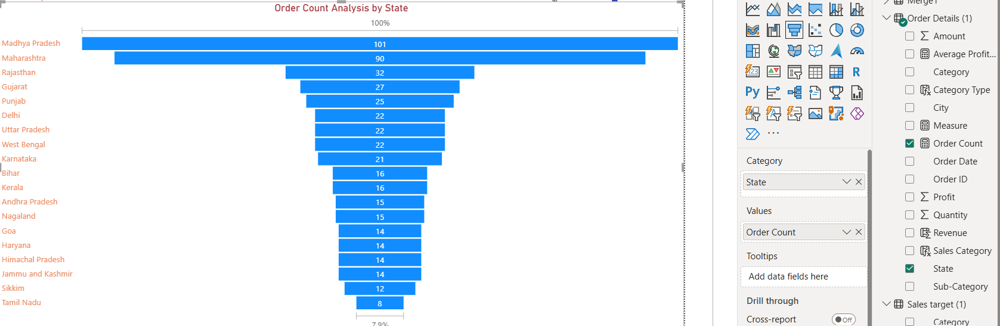 Order Count Analysis by State
100%
Madhya Pradesh 101
Maharashtra 90
Rajasthan 32
Gujarat 27
Punjab 25
Delhi 22
Uttar Pradesh 22
West Bengal 22
Karnataka 21
Bihar 16
Kerala 16
Andhra Pradesh 15
Nagaland 15
Goa 14
Haryana 14
Himachal Pradesh 14
Jammu and Kashmir 14
Sikkim 12
Tamil Nadu 8
7.9%
123
R
Py
Category
State
Values
Order Count
Tooltips
Add data fields here
Drill through
Cross-report Off
Merge1
Order Details (1)
Amount
Average Profit...
Category
Category Type
City
Measure
Order Count
Order Date
Order ID
Profit
Quantity
Revenue
Sales Category
State
Sub-Category
Sales target (1)
Category